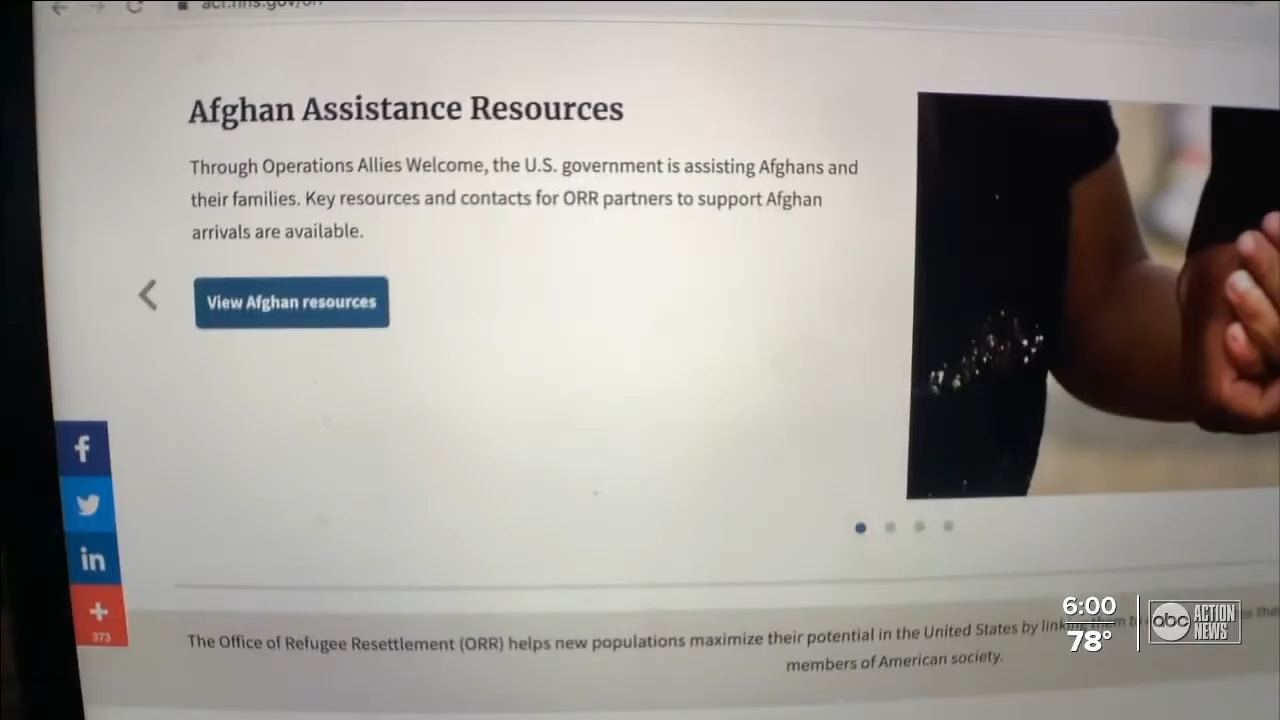 Afghan Assistance Resources
Through Operations Allies Welcome, the U.S. government is assisting Afghans and
their families. Key resources and contacts for ORR partners to support Afghan
arrivals are available.
View Afghan resources
f
in
+
373
The Office of Refugee Resettlement (ORR) helps new populations maximize their potential in the United States by
members of American society.
6:00
78°
abc ACTION
NEWS